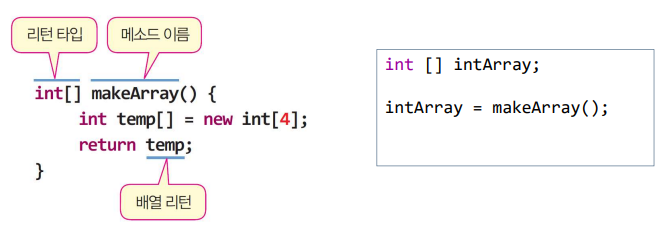 리턴 타입
메소드 이름
int[] makeArray() {
int temp[] = new int[4];
return temp;
}
배열 리턴
int [] intArray;
intArray = makeArray();